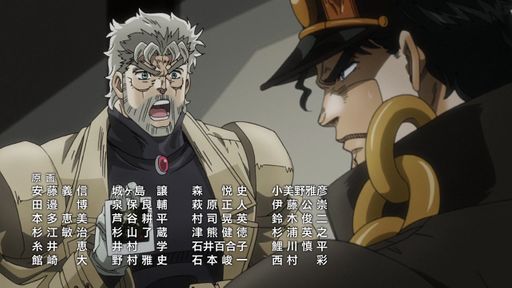 原画
安藤義信　城ヶ島 譲　森 悦史　小美野雅彦
田邉 博　泉保良輔　萩原正人　伊藤公崇
本多恵美　芦谷耕平　村司晃英　鈴木俊二
杉江敏治　杉山了蔵　津熊健徳　杉浦英之
糸井 恵　井村 学　石井百合子　鯉川慎平
館崎 大　野村雅史　石本峻一　西村 彩